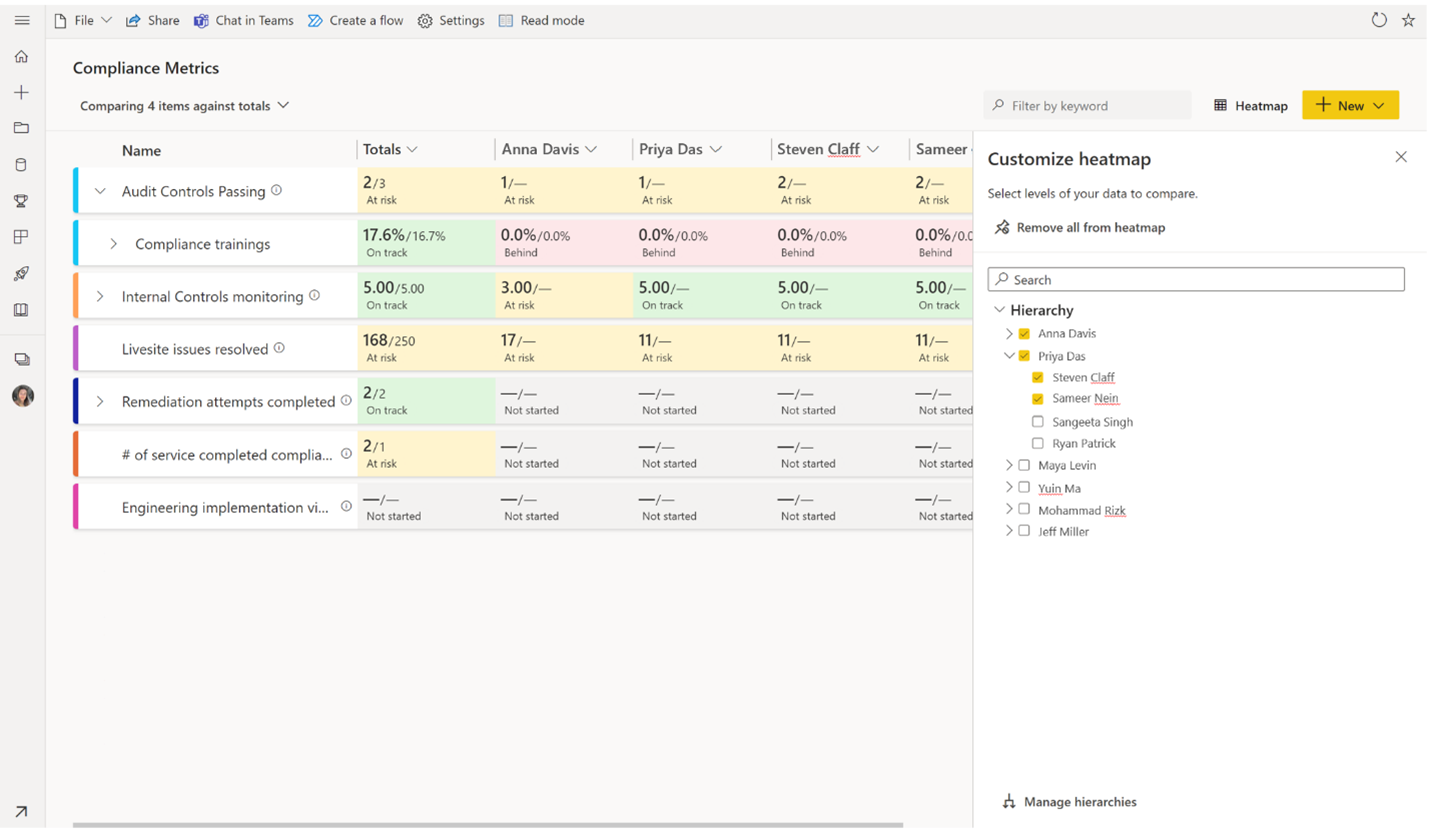 File Share Chat in Teams Create a flow Settings Read mode
Compliance Metrics
Comparing 4 items against totals
Filter by keyword Heatmap New
Name Totals Anna Davis Priya Das Steven Claff Sameer
Audit Controls Passing 2/3 1/— 1/— 2/— 2/—
At risk At risk At risk At risk At risk
Compliance trainings 17.6%/16.7% 0.0%/0.0% 0.0%/0.0% 0.0%/0.0% 0.0%/0.0
On track Behind Behind Behind Behind
Internal Controls monitoring 5.00/5.00 3.00/— 5.00/— 5.00/— 5.00/—
On track At risk On track On track On track
Livesite issues resolved 168/250 17/— 11/— 11/— 11/—
At risk At risk At risk At risk At risk
Remediation attempts completed 2/2 —/— —/— —/— —/—
On track Not started Not started Not started Not started
# of service completed complia... 2/1 —/— —/— —/— —/—
At risk Not started Not started Not started Not started
Engineering implementation vi... —/— —/— —/— —/— —/—
Not started Not started Not started Not started Not started
Customize heatmap
Select levels of your data to compare.
Remove all from heatmap
Search
Hierarchy
Anna Davis
Priya Das
Steven Claff
Sameer Nein
Sangeeta Singh
Ryan Patrick
Maya Levin
Yuin Ma
Mohammad Rizk
Jeff Miller
Manage hierarchies